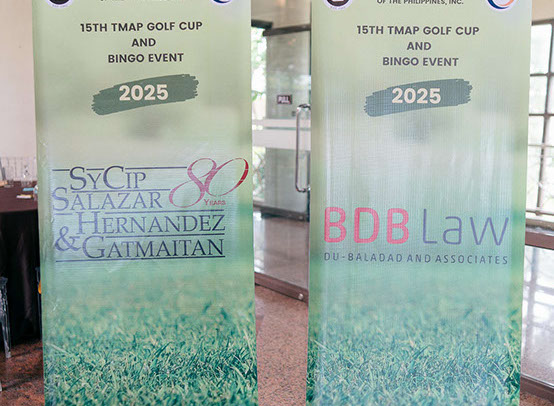 15TH TMAP GOLF CUP
AND
BINGO EVENT
2025
SYCIP
SALAZAR
HERNANDEZ
& GATMAITAN
80
YEARS
OF THE PHILIPPINES, INC.
15TH TMAP GOLF CUP
AND
BINGO EVENT
2025
BDB Law
DU-BALADAD AND ASSOCIATES
PULL